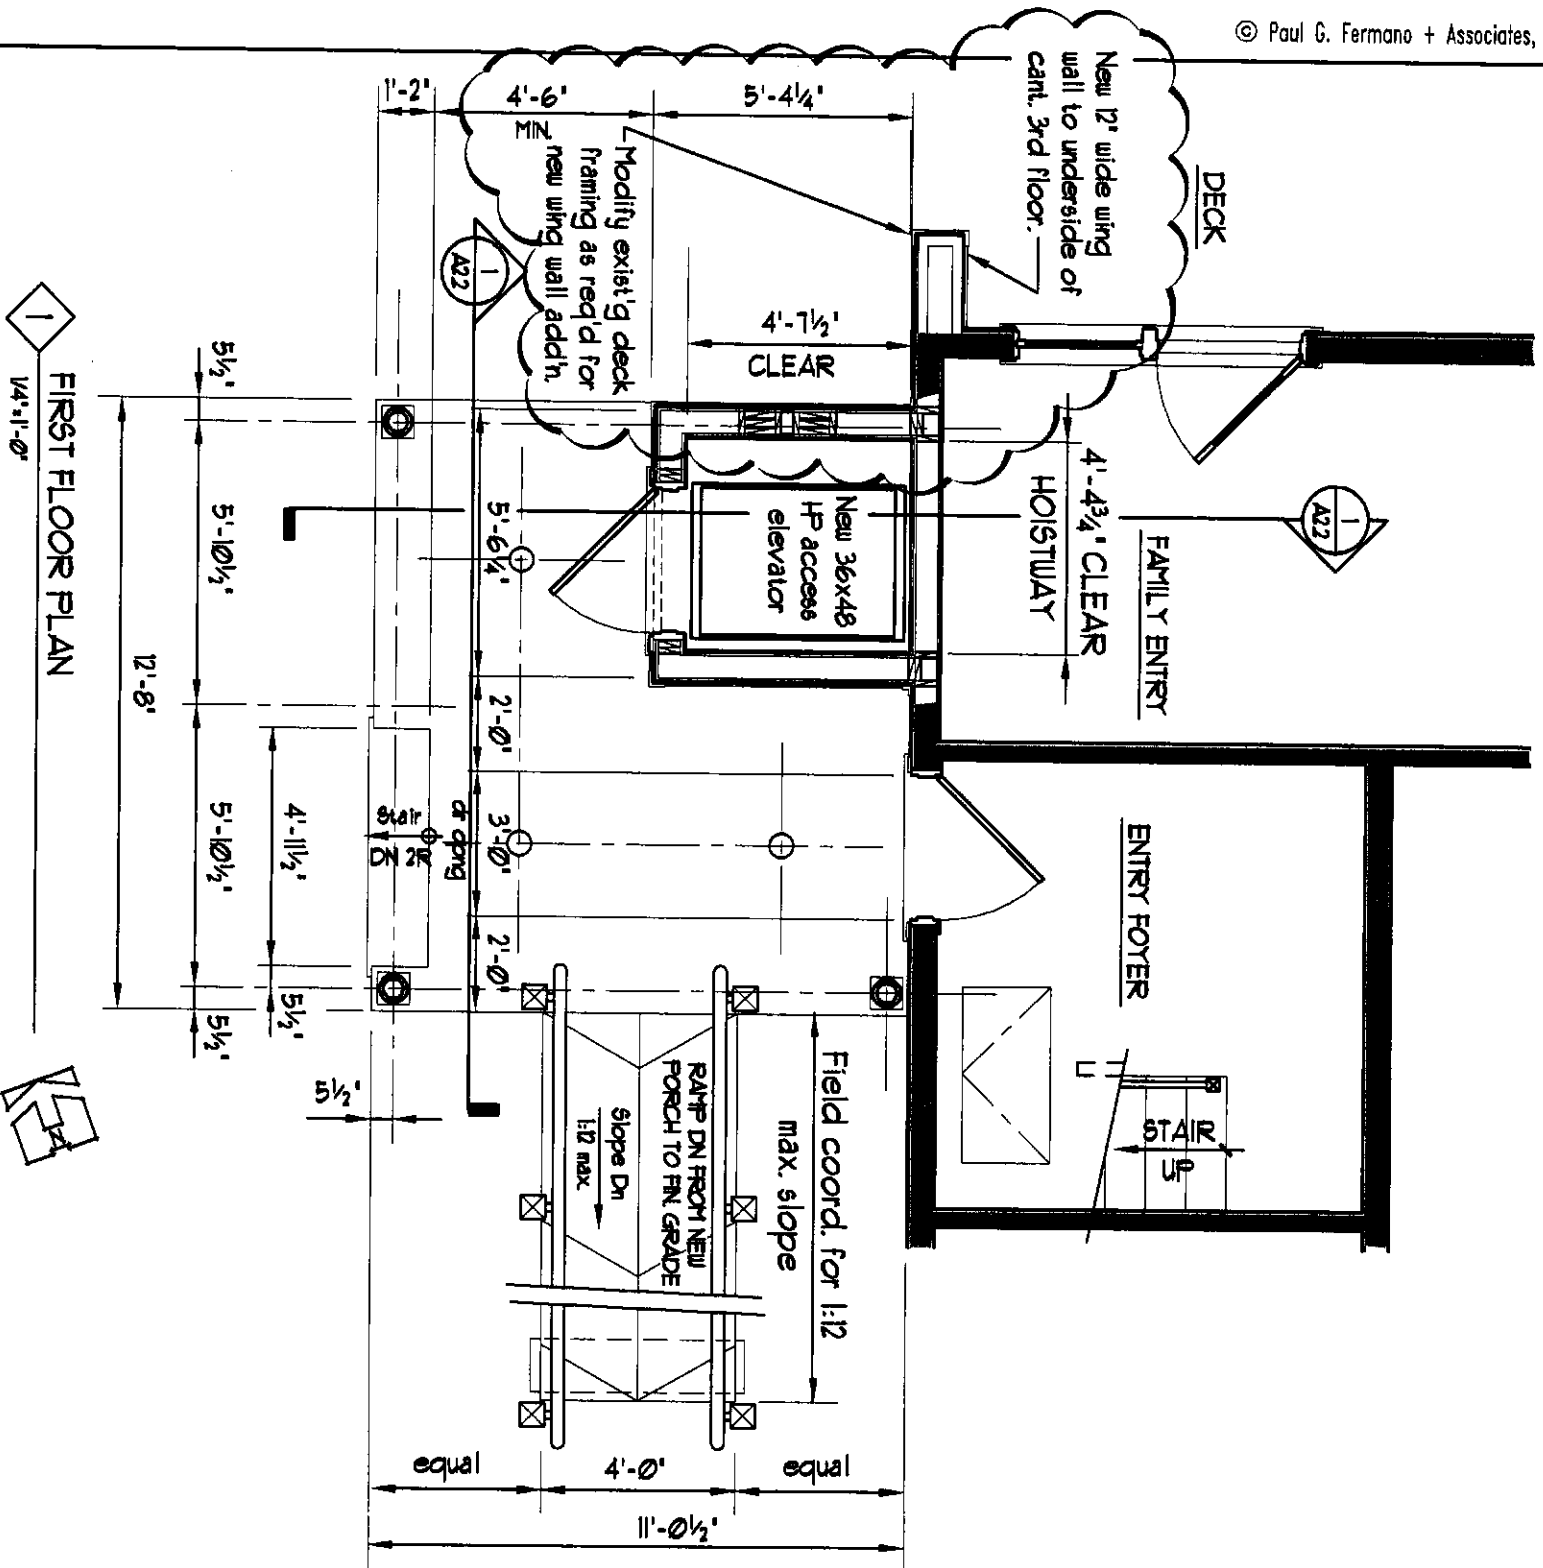 © Paul G. Fermano + Associates,
DECK
New 12" wide wing
wall to underside of
cant. 3rd floor.
Modify exist'g deck
framing as req'd for
new wing wall add'n.
1'-2"
4'-6"
MIN.
5'-4¼"
4'-7½"
CLEAR
1
A22
1
A22
FAMILY ENTRY
4'-4¾" CLEAR
HOISTWAY
New 36x48
HP access
elevator
ENTRY FOYER
STAIR
UP
5'-6¼"
2'-0"
3'-0"
2'-0"
Stair
DN 2R
4'-11½"
5½"
5½"
5'-10½"
5'-10½"
5½"
12'-8"
5½"
Field coord. for 1:12
max. slope
RAMP DN FROM NEW
PORCH TO FIN. GRADE
Slope Dn
1:12 max.
equal
4'-0"
equal
11'-0½"
1
FIRST FLOOR PLAN
1/4"=1'-0"
N